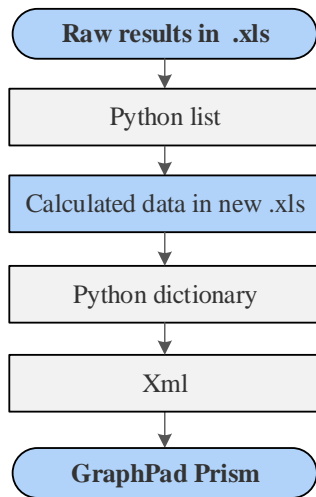 Raw results in .xls
Python list
Calculated data in new .xls
Python dictionary
Xml
GraphPad Prism